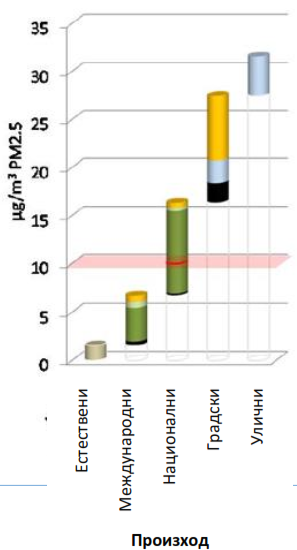 µg/m³ PM2.5
35
30
25
20
15
10
5
0
Естествени
Международни
Национални
Градски
Улични
Произход